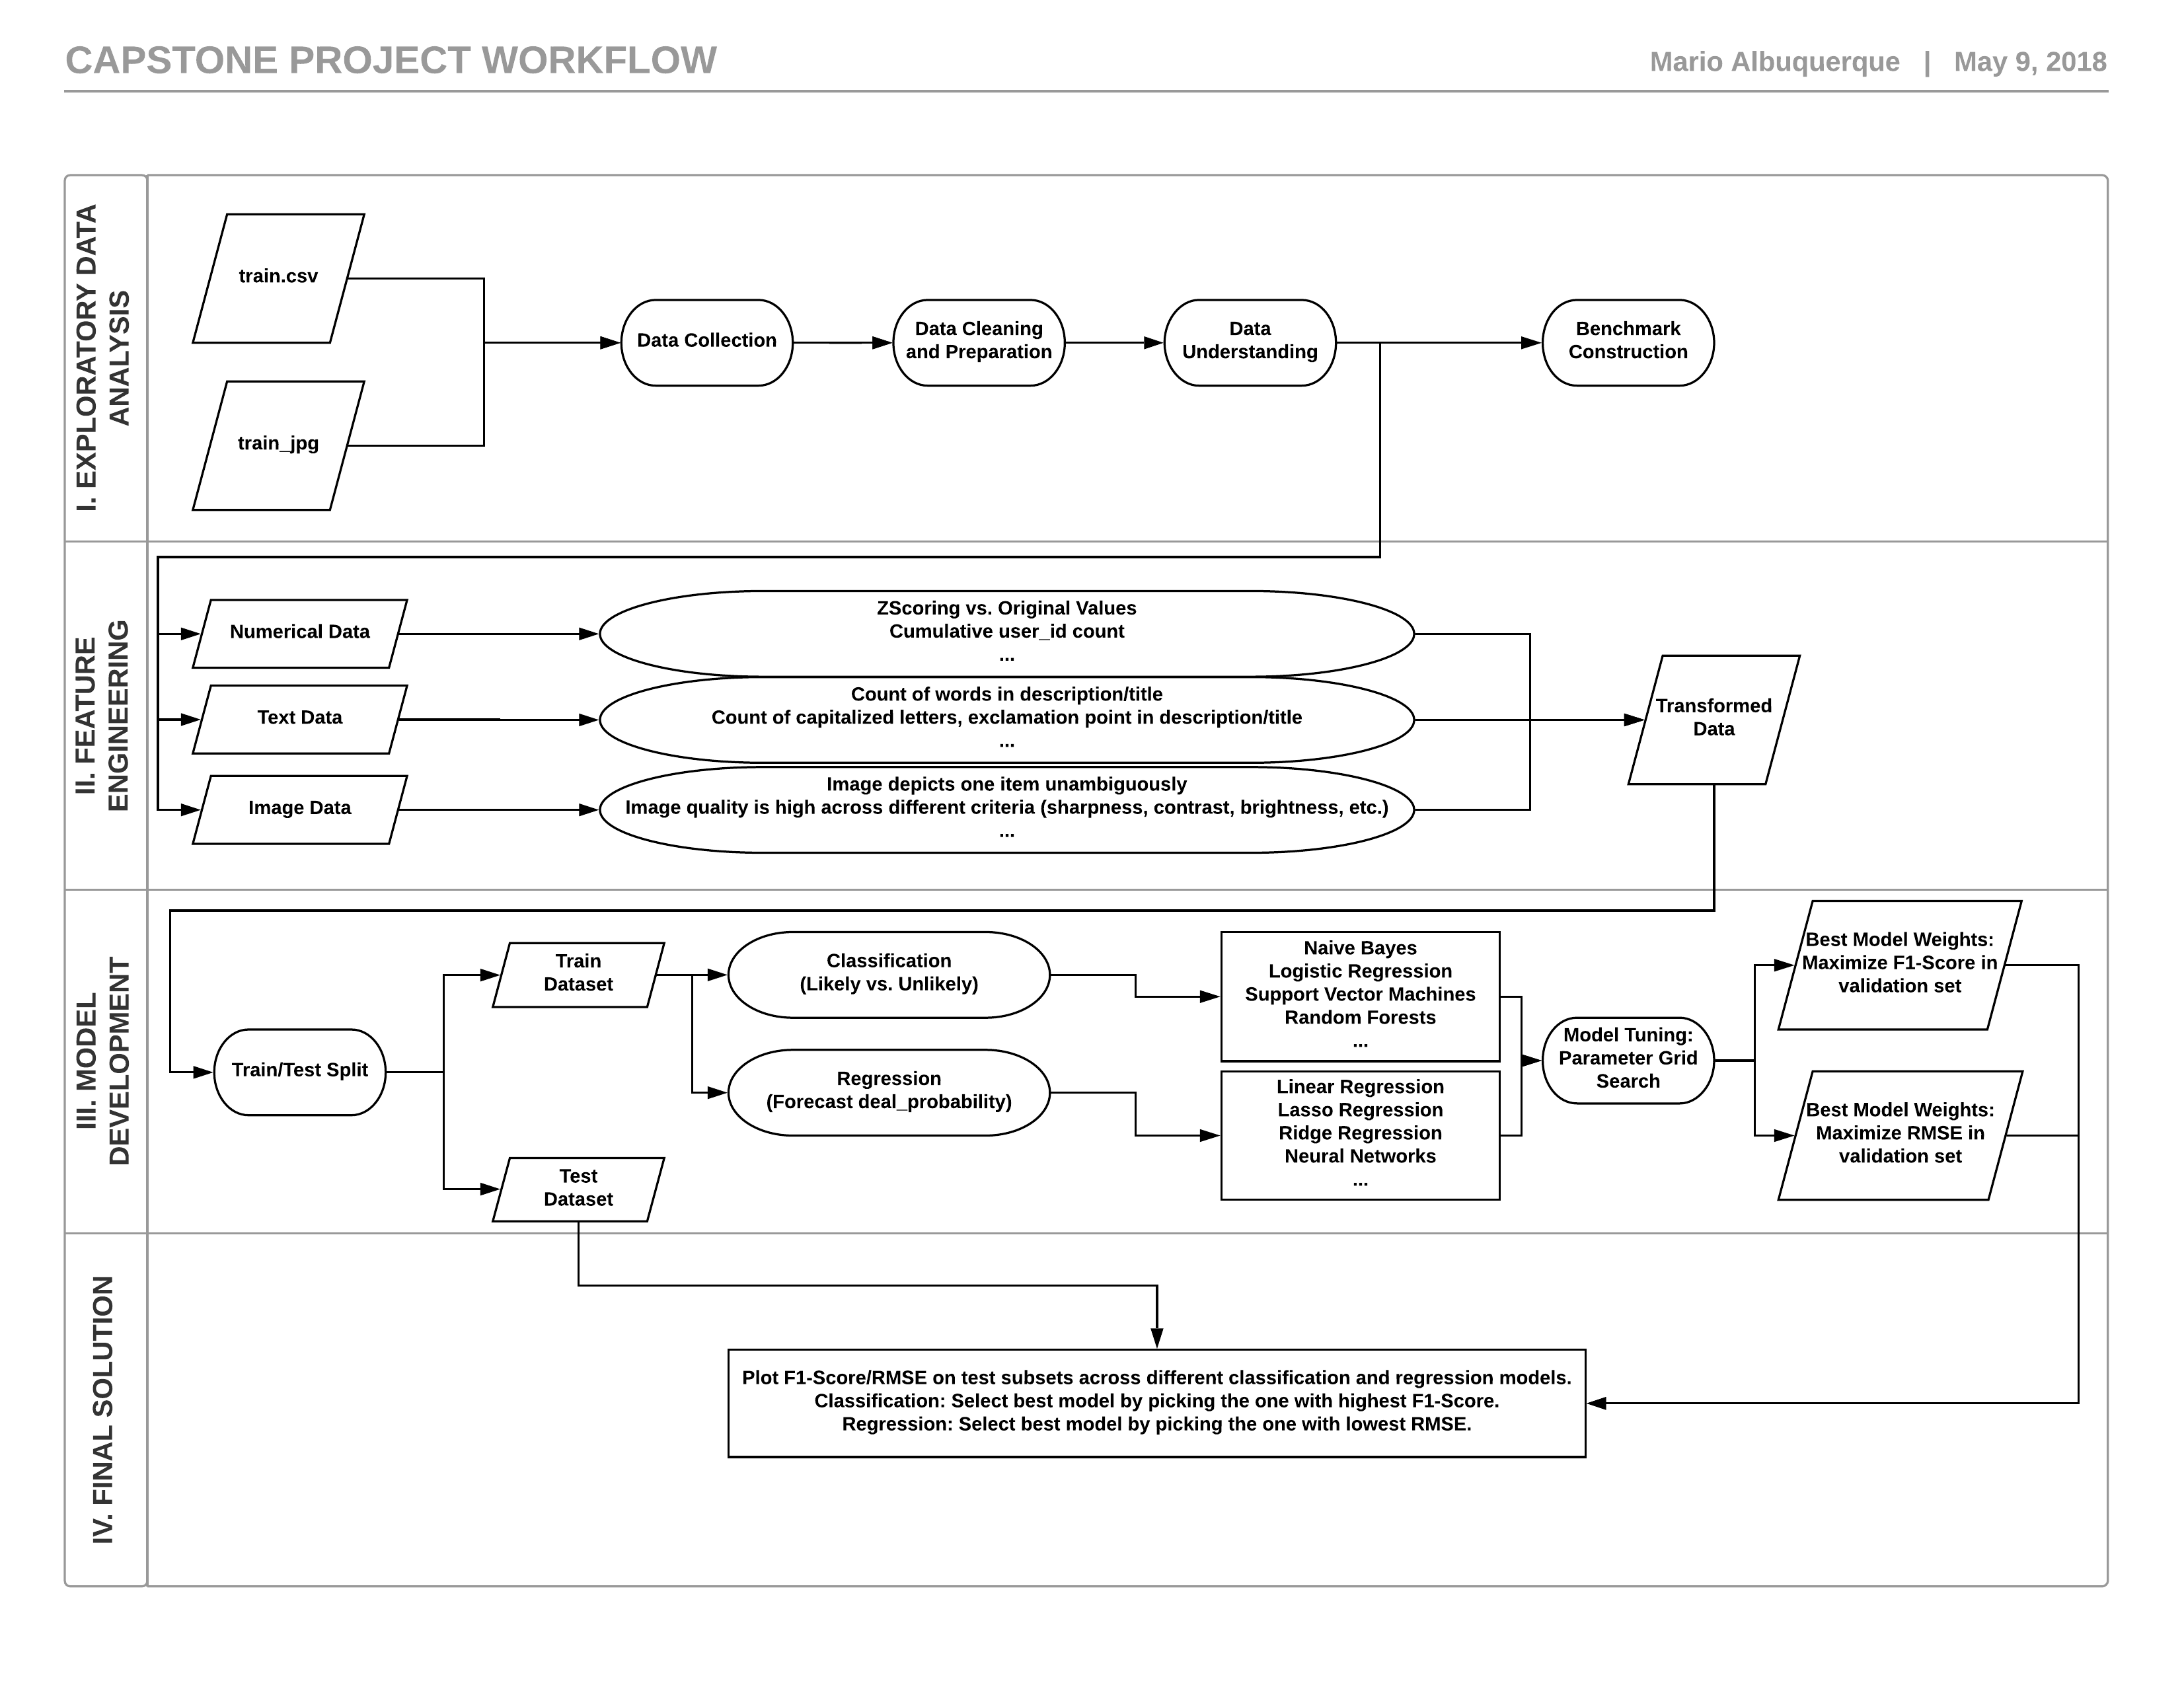 CAPSTONE PROJECT WORKFLOW
Mario Albuquerque | May 9, 2018
I. EXPLORATORY DATA
ANALYSIS
train.csv
train_jpg
Data Collection
Data Cleaning
and Preparation
Data
Understanding
Benchmark
Construction
II. FEATURE
ENGINEERING
Numerical Data
ZScoring vs. Original Values
Cumulative user_id count
...
Text Data
Count of words in description/title
Count of capitalized letters, exclamation point in description/title
...
Image Data
Image depicts one item unambiguously
Image quality is high across different criteria (sharpness, contrast, brightness, etc.)
...
Transformed
Data
III. MODEL
DEVELOPMENT
Train/Test Split
Train
Dataset
Test
Dataset
Classification
(Likely vs. Unlikely)
Regression
(Forecast deal_probability)
Naive Bayes
Logistic Regression
Support Vector Machines
Random Forests
...
Linear Regression
Lasso Regression
Ridge Regression
Neural Networks
...
Model Tuning:
Parameter Grid
Search
Best Model Weights:
Maximize F1-Score in
validation set
Best Model Weights:
Maximize RMSE in
validation set
IV. FINAL SOLUTION
Plot F1-Score/RMSE on test subsets across different classification and regression models.
Classification: Select best model by picking the one with highest F1-Score.
Regression: Select best model by picking the one with lowest RMSE.